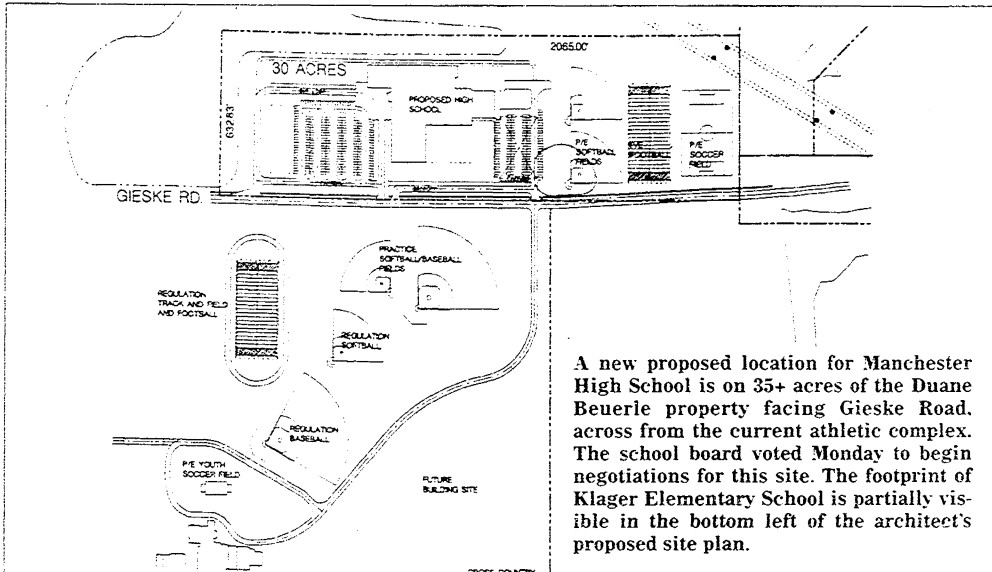 2065.00'
30 ACRES
PROPOSED HIGH
SCHOOL
632.83'
P/E
SOFTBALL
FIELDS
P/E
FOOTBALL
P/E
SOCCER
FIELD
GIESKE RD.
PRACTICE
SOFTBALL/BASEBALL
FIELDS
REGULATION
TRACK AND FIELD
AND FOOTBALL
REGULATION
SOFTBALL
REGULATION
BASEBALL
P/E YOUTH
SOCCER FIELD
FUTURE
BUILDING SITE
CROSS COUNTRY
A new proposed location for Manchester
High School is on 35+ acres of the Duane
Beuerle property facing Gieske Road,
across from the current athletic complex.
The school board voted Monday to begin
negotiations for this site. The footprint of
Klager Elementary School is partially vis-
ible in the bottom left of the architect's
proposed site plan.